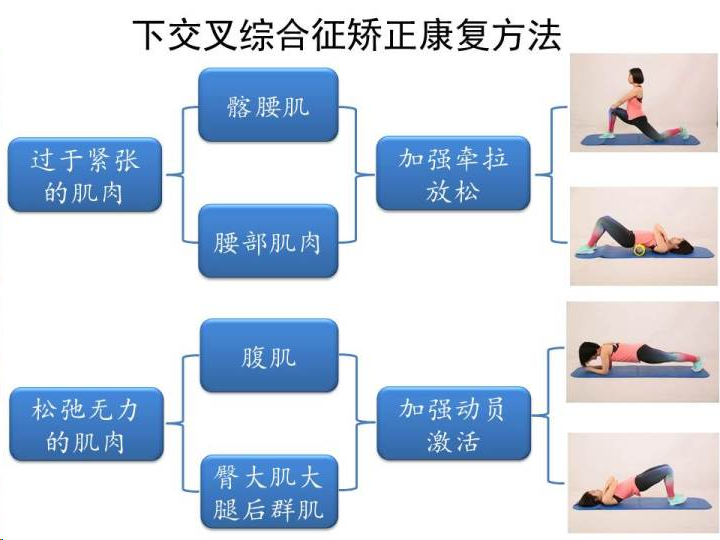 下交叉综合征矫正康复方法
髂腰肌
过于紧张
的肌肉
加强牵拉
放松
腰部肌肉
腹肌
松弛无力
的肌肉
加强动员
激活
臀大肌大
腿后群肌